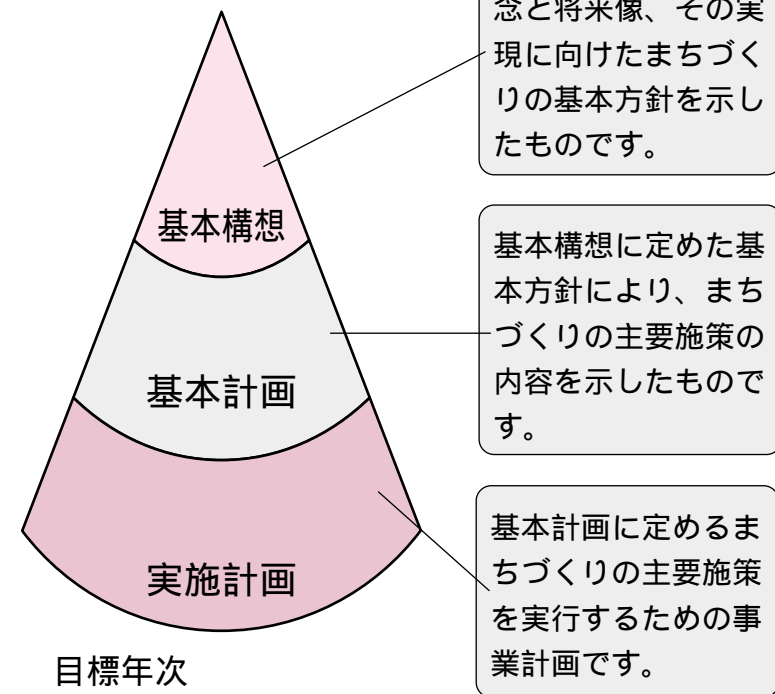 念と将来像、その実
現に向けたまちづく
りの基本方針を示し
たものです。
基本構想
基本構想に定めた基
本方針により、まち
づくりの主要施策の
内容を示したもので
す。
基本計画
基本計画に定めるま
ちづくりの主要施策
を実行するための事
業計画です。
実施計画
目標年次